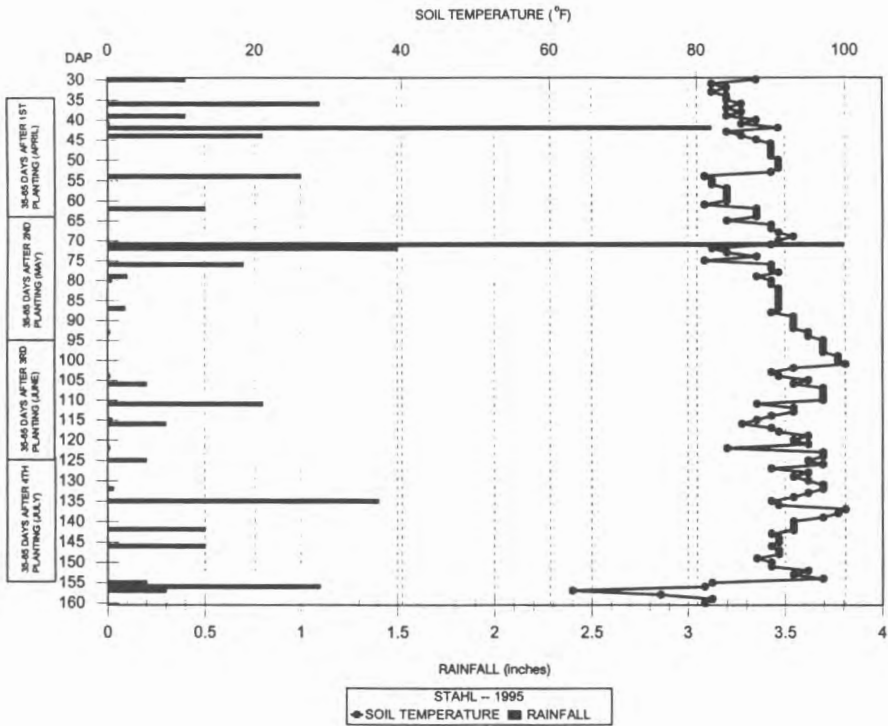 SOIL TEMPERATURE (°F)
0 20 40 60 80 100
DAP
30
35
40
45
50
55
60
65
70
75
80
85
90
95
100
105
110
115
120
125
130
135
140
145
150
155
160
35-65 DAYS AFTER 1ST
PLANTING (APRIL)
35-65 DAYS AFTER 2ND
PLANTING (MAY)
35-65 DAYS AFTER 3RD
PLANTING (JUNE)
35-65 DAYS AFTER 4TH
PLANTING (JULY)
0 0.5 1 1.5 2 2.5 3 3.5 4
RAINFALL (inches)
STAHL -- 1995
SOIL TEMPERATURE RAINFALL